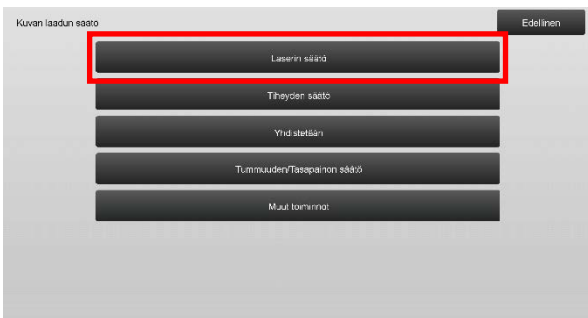 Kuvan laadun säätö
Edellinen
Laserin säätö
Tiheyden säätö
Yhdistetään
Tummuuden/Tasapainon säätö
Muut toiminnot